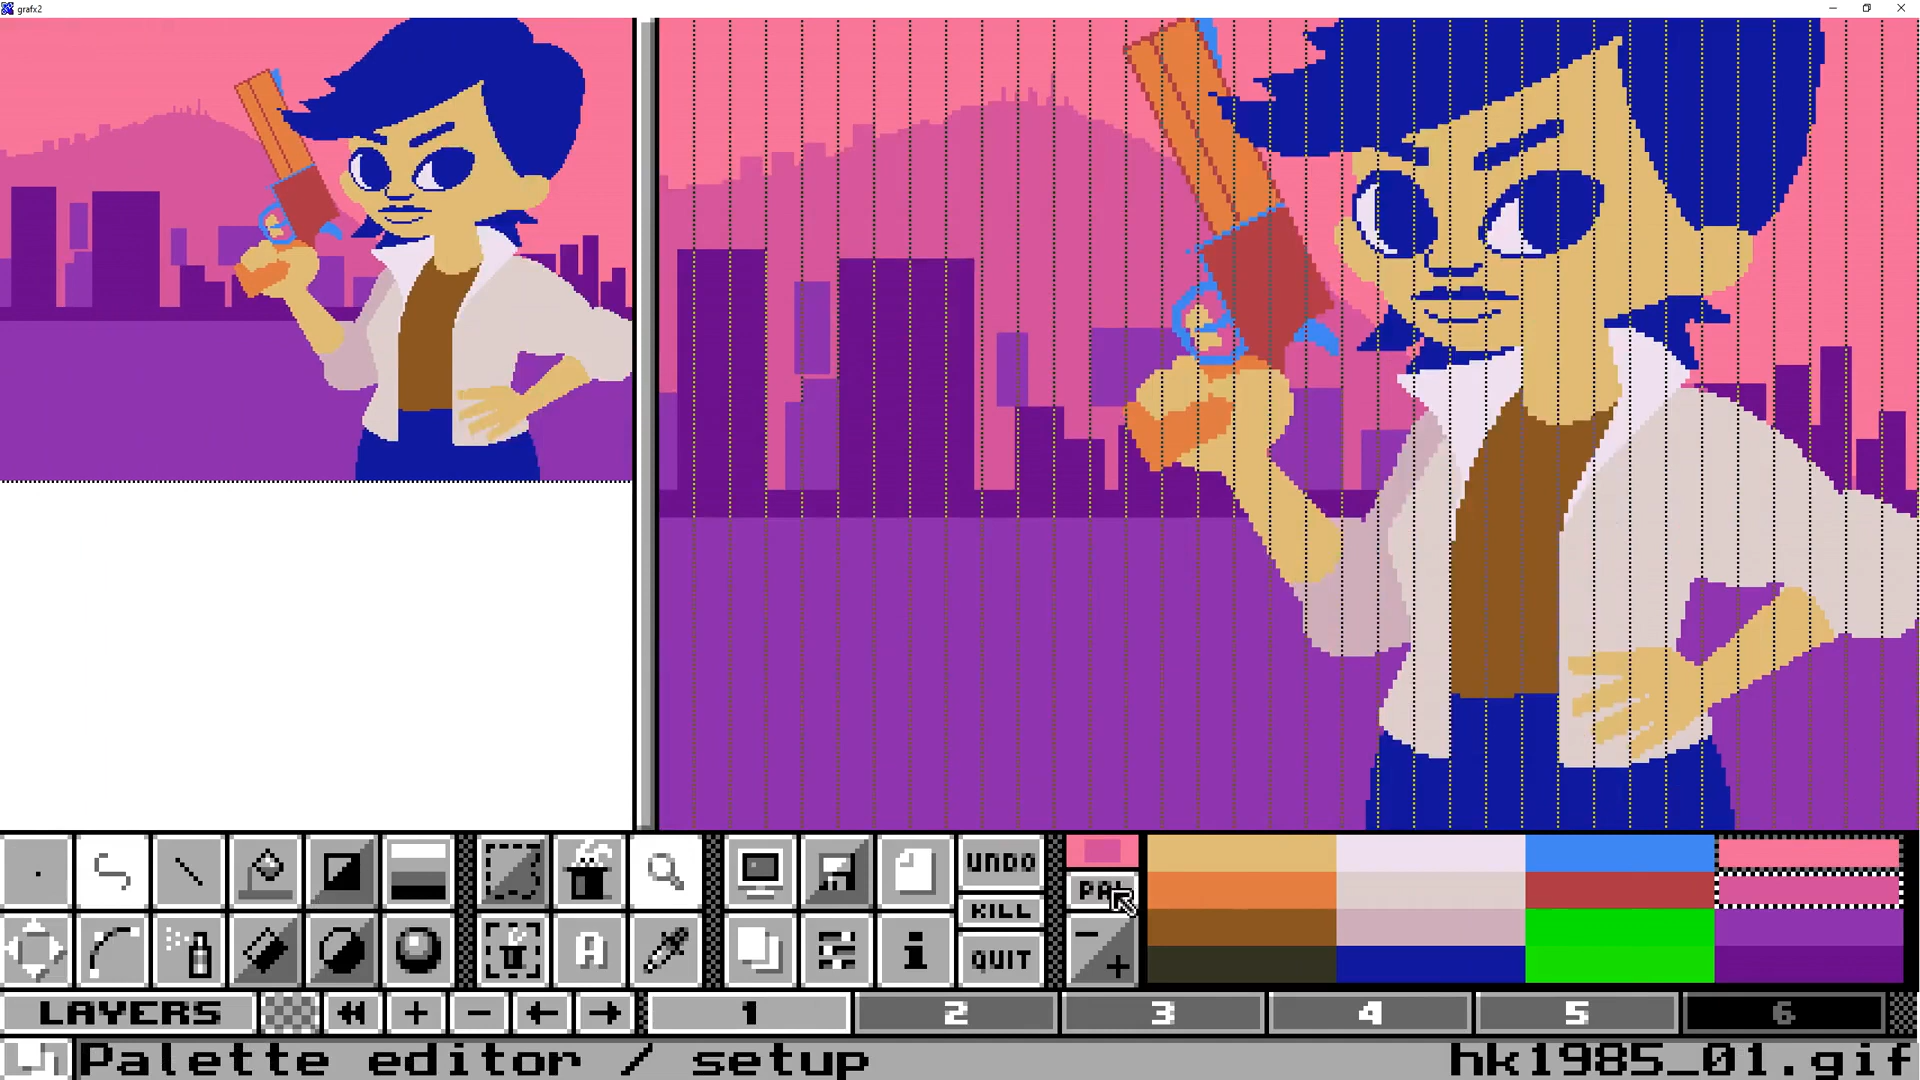 grafx2
UNDO
PAL
KILL
QUIT
LAYERS
1
2
3
4
5
6
Palette editor / setup
hk1985_01.gif